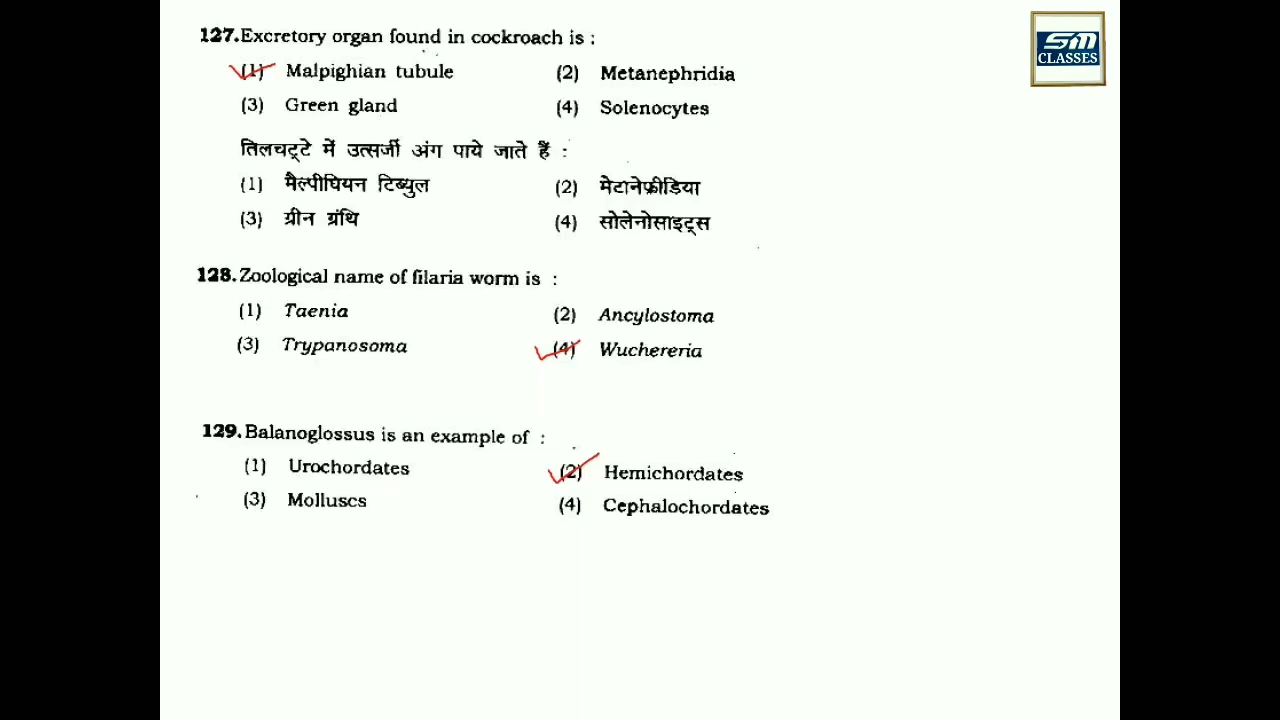 SM
CLASSES
127. Excretory organ found in cockroach is :
(1) Malpighian tubule (2) Metanephridia
(3) Green gland (4) Solenocytes
तिलचट्टे में उत्सर्जी अंग पाये जाते हैं :
(1) मैल्पीघियन टिब्युल (2) मेटानेफ्रीडिया
(3) ग्रीन ग्रंथि (4) सोलेनोसाइट्स
128. Zoological name of filaria worm is :
(1) Taenia (2) Ancylostoma
(3) Trypanosoma (4) Wuchereria
129. Balanoglossus is an example of :
(1) Urochordates (2) Hemichordates
(3) Molluscs (4) Cephalochordates